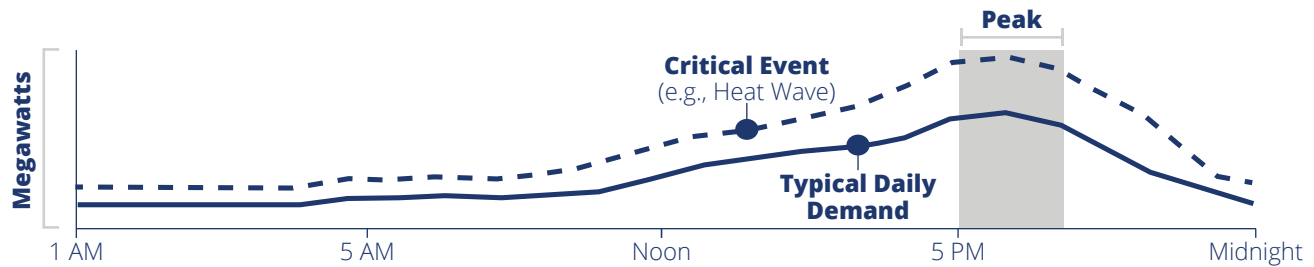 Peak
Critical Event
(e.g., Heat Wave)
Megawatts
Typical Daily
Demand
1 AM
5 AM
Noon
5 PM
Midnight